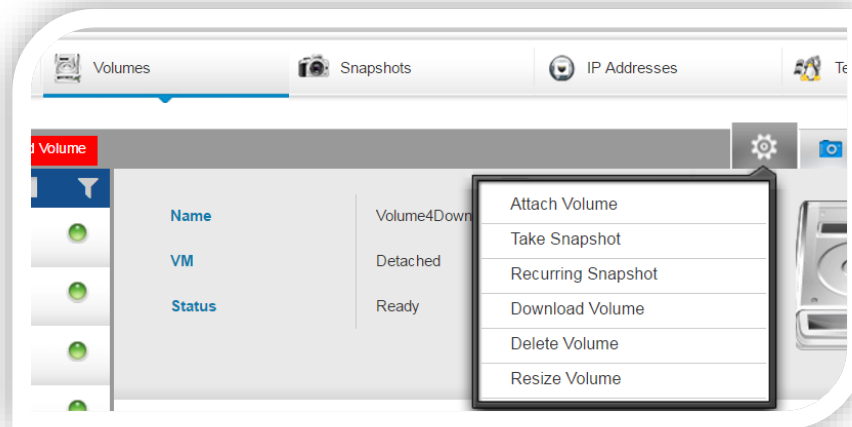 Volumes
Snapshots
IP Addresses
Volume
Name
Volume4Down
VM
Detached
Status
Ready
Attach Volume
Take Snapshot
Recurring Snapshot
Download Volume
Delete Volume
Resize Volume